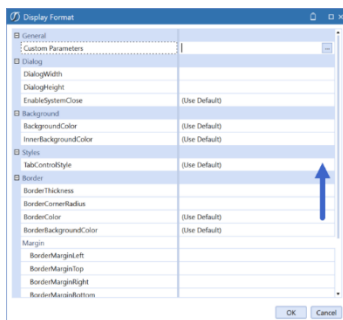 Display Format
General
Custom Parameters
...
Dialog
DialogWidth
DialogHeight
EnableSystemClose (Use Default)
Background
BackgroundColor (Use Default)
InnerBackgroundColor (Use Default)
Styles
TabControlStyle (Use Default)
Border
BorderThickness
BorderCornerRadius
BorderColor (Use Default)
BorderBackgroundColor (Use Default)
Margin
BorderMarginLeft
BorderMarginTop
BorderMarginRight
BorderMarginBottom
OK Cancel